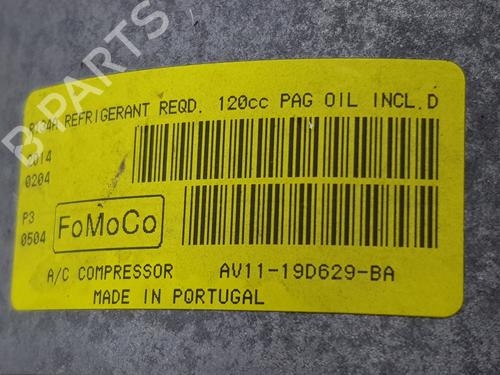 R134A REFRIGERANT REQD. 120cc PAG OIL INCL.D
2014
0204
P3
0504
FoMoCo
A/C COMPRESSOR AV11-19D629-BA
MADE IN PORTUGAL
B PARTS